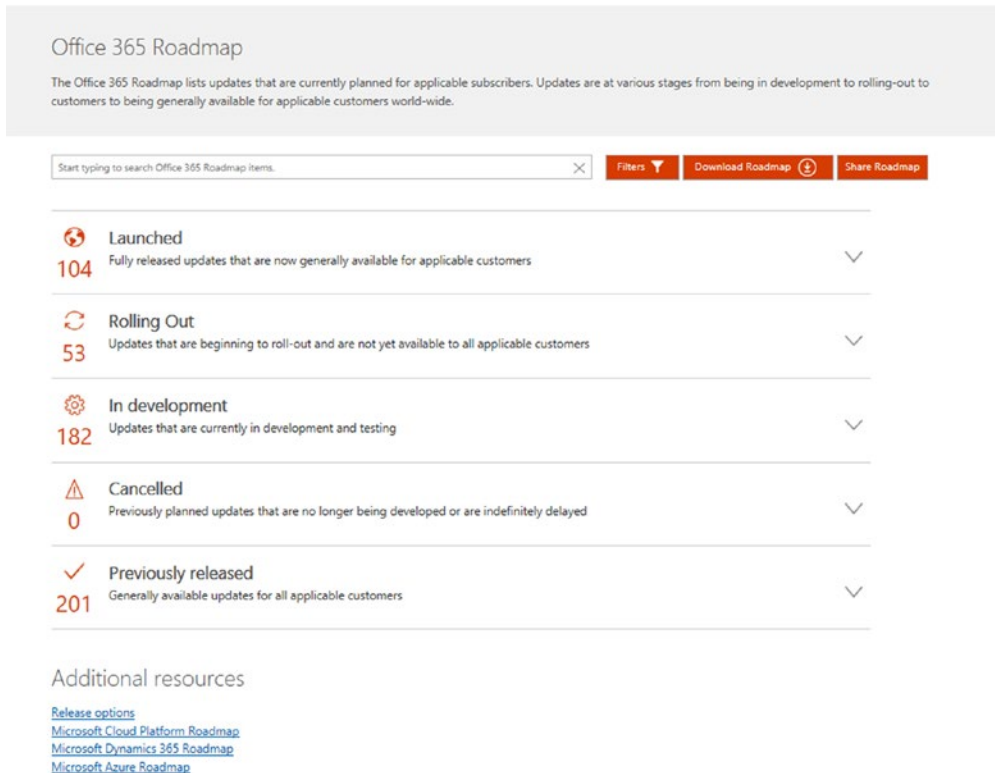 Office 365 Roadmap
The Office 365 Roadmap lists updates that are currently planned for applicable subscribers. Updates are at various stages from being in development to rolling-out to
customers to being generally available for applicable customers world-wide.
Start typing to search Office 365 Roadmap items.
Filters
Download Roadmap
Share Roadmap
Launched
104
Fully released updates that are now generally available for applicable customers
Rolling Out
53
Updates that are beginning to roll-out and are not yet available to all applicable customers
In development
182
Updates that are currently in development and testing
Cancelled
0
Previously planned updates that are no longer being developed or are indefinitely delayed
Previously released
201
Generally available updates for all applicable customers
Additional resources
Release options
Microsoft Cloud Platform Roadmap
Microsoft Dynamics 365 Roadmap
Microsoft Azure Roadmap